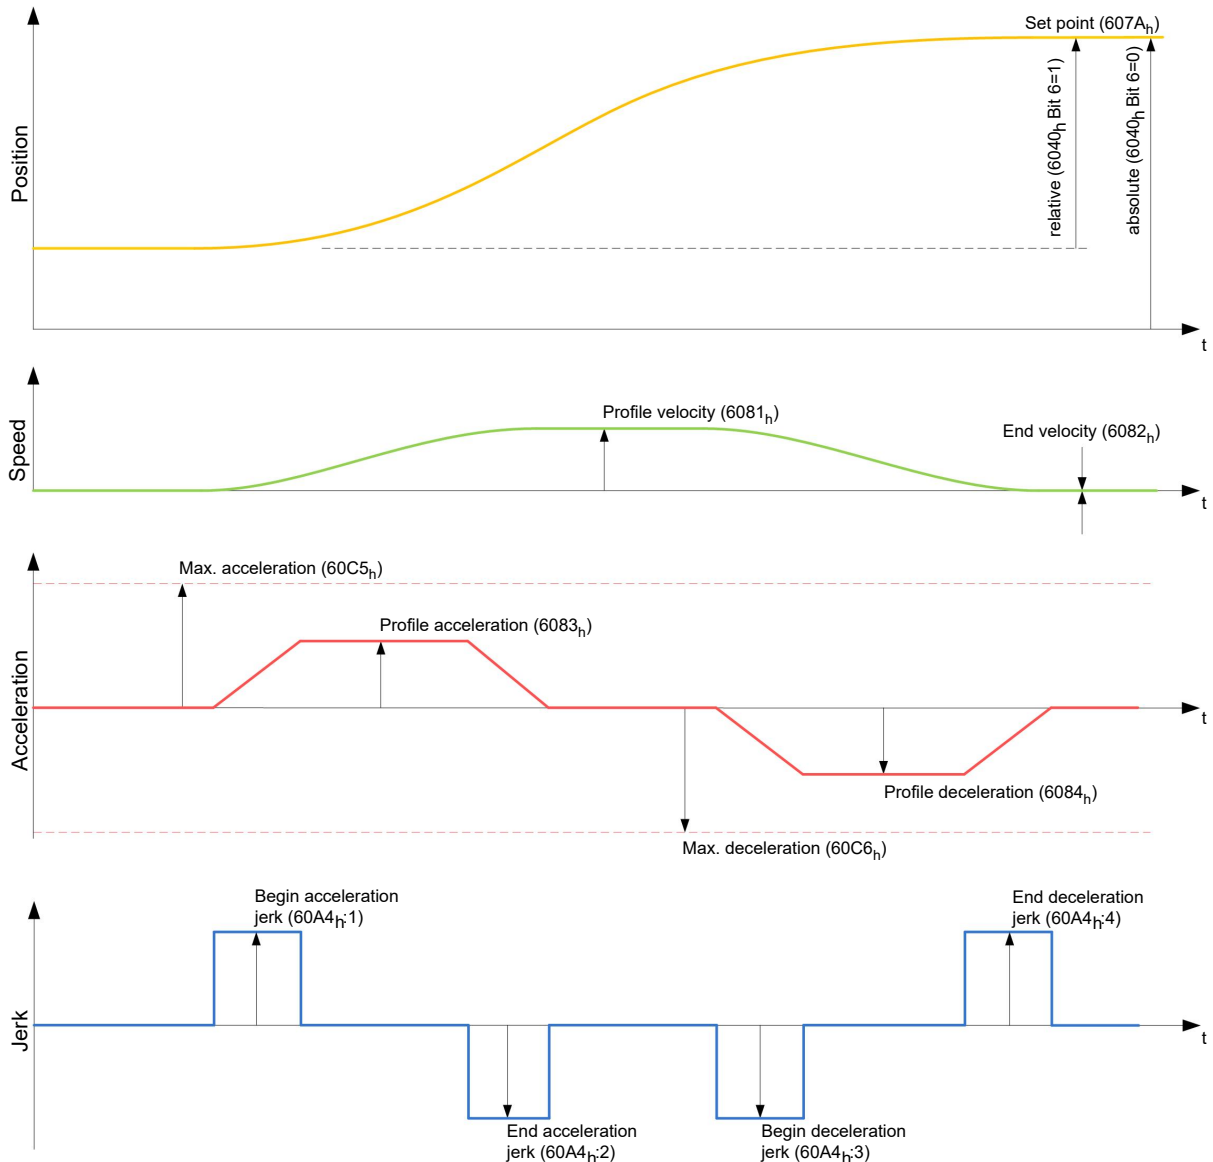 Set point (607Ah)
Position
relative (6040h Bit 6=1)
absolute (6040h Bit 6=0)
t
Speed
Profile velocity (6081h)
End velocity (6082h)
t
Acceleration
Max. acceleration (60C5h)
Profile acceleration (6083h)
t
Profile deceleration (6084h)
Max. deceleration (60C6h)
Jerk
Begin acceleration
jerk (60A4h:1)
End deceleration
jerk (60A4h:4)
t
End acceleration
jerk (60A4h:2)
Begin deceleration
jerk (60A4h:3)